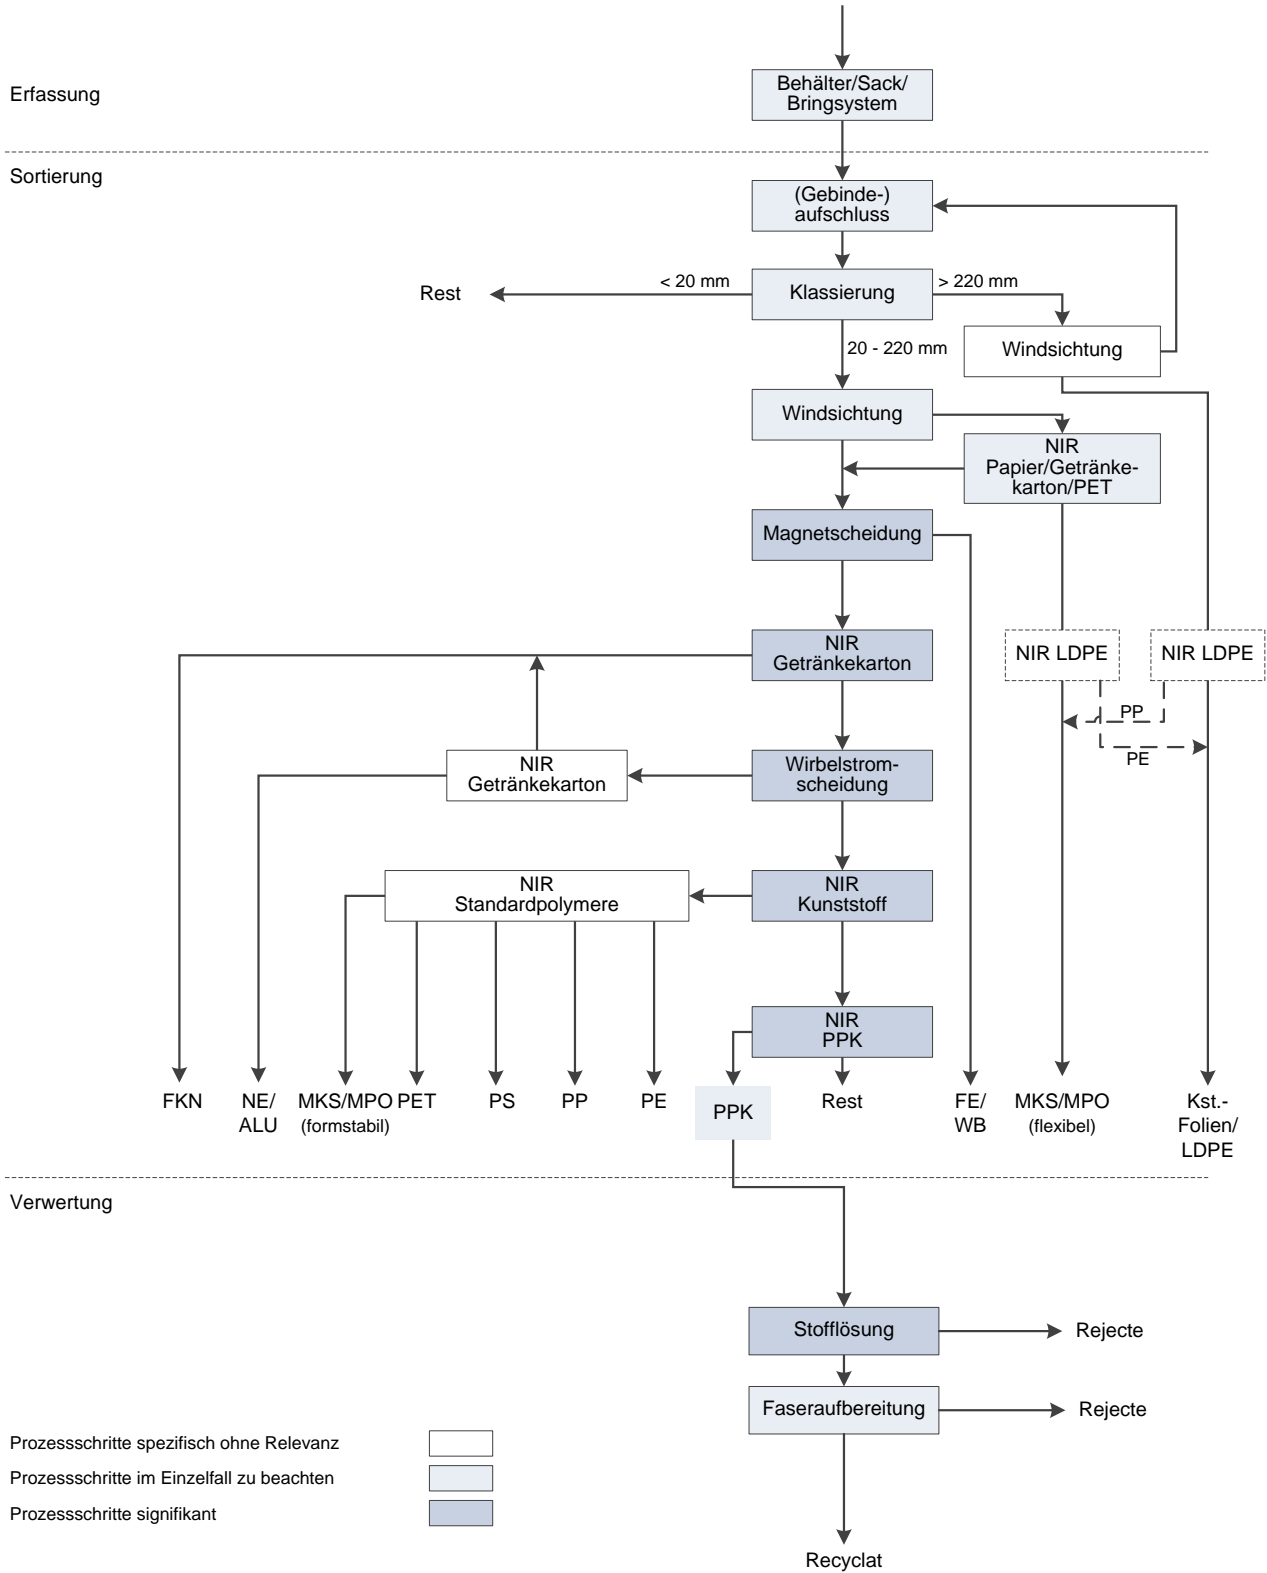 Erfassung
Behälter/Sack/
Bringsystem
Sortierung
(Gebinde-)
aufschluss
Rest
< 20 mm
Klassierung
> 220 mm
20 - 220 mm
Windsichtung
Windsichtung
NIR
Papier/Getränke-
karton/PET
Magnetscheidung
NIR
Getränkekarton
NIR LDPE
NIR LDPE
PP
PE
NIR
Getränkekarton
Wirbelstrom-
scheidung
NIR
Standardpolymere
NIR
Kunststoff
NIR
PPK
FKN
NE/
ALU
MKS/MPO
(formstabil)
PET
PS
PP
PE
PPK
Rest
FE/
WB
MKS/MPO
(flexibel)
Kst.-
Folien/
LDPE
Verwertung
Stofflösung
Rejecte
Faseraufbereitung
Rejecte
Prozessschritte spezifisch ohne Relevanz
Prozessschritte im Einzelfall zu beachten
Prozessschritte signifikant
Recyclat